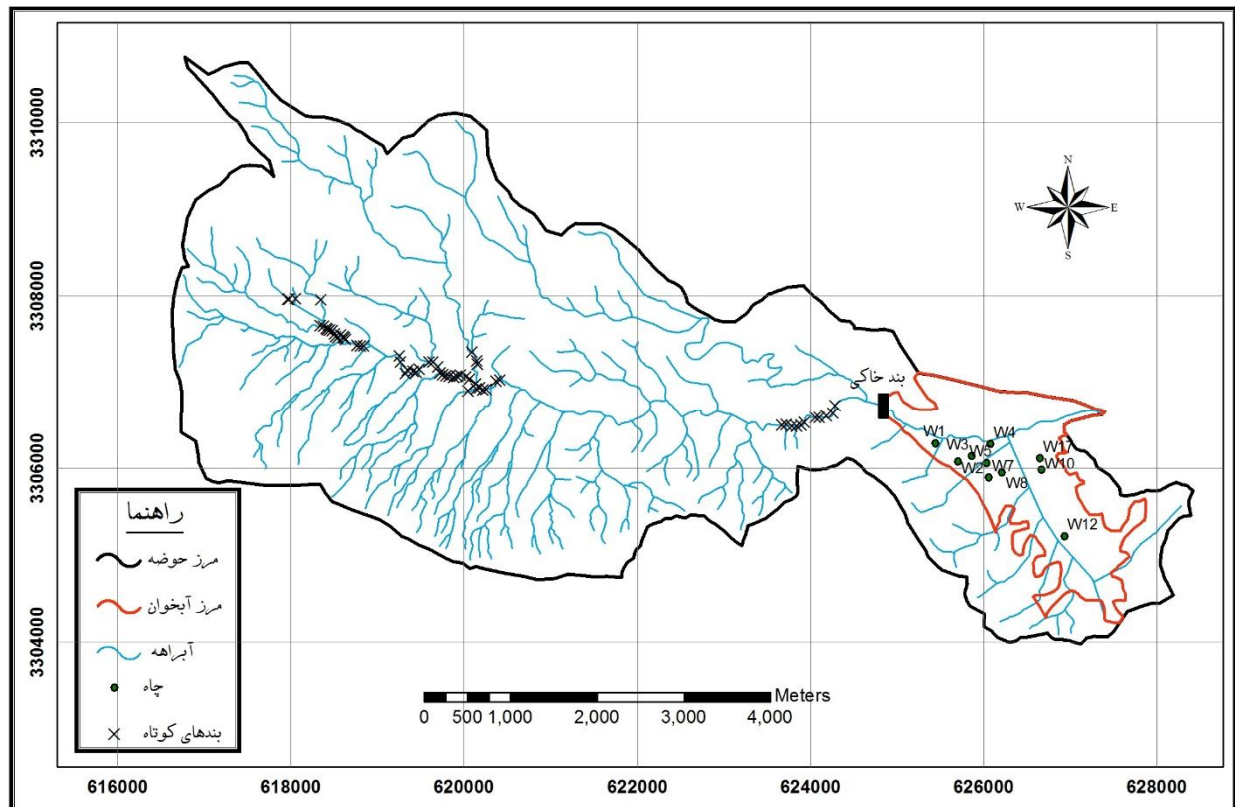 3310000
3308000
3306000
3304000
N
W E
S
بند خاکی
W1
W3
W4
W5
W2
W7
W8
W17
W10
W12
راهنما
مرز حوضه
مرز آبخوان
آبراهه
چاه
بندهای کوتاه
Meters
0 500 1,000 2,000 3,000 4,000
616000 618000 620000 622000 624000 626000 628000